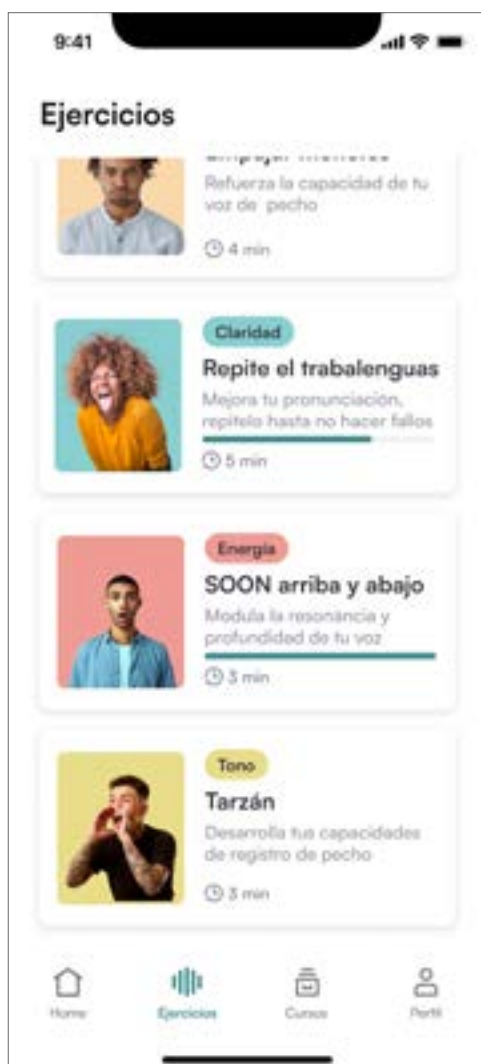 9:41
Ejercicios
Refuerza la capacidad de tu
voz de pecho
4 min
Claridad
Repite el trabalenguas
Mejora tu pronunciación,
repítelo hasta no hacer fallos
5 min
Energía
SOON arriba y abajo
Modula la resonancia y
profundidad de tu voz
3 min
Tono
Tarzán
Desarrolla tus capacidades
de registro de pecho
3 min
Home
Ejercicios
Cursos
Perfil